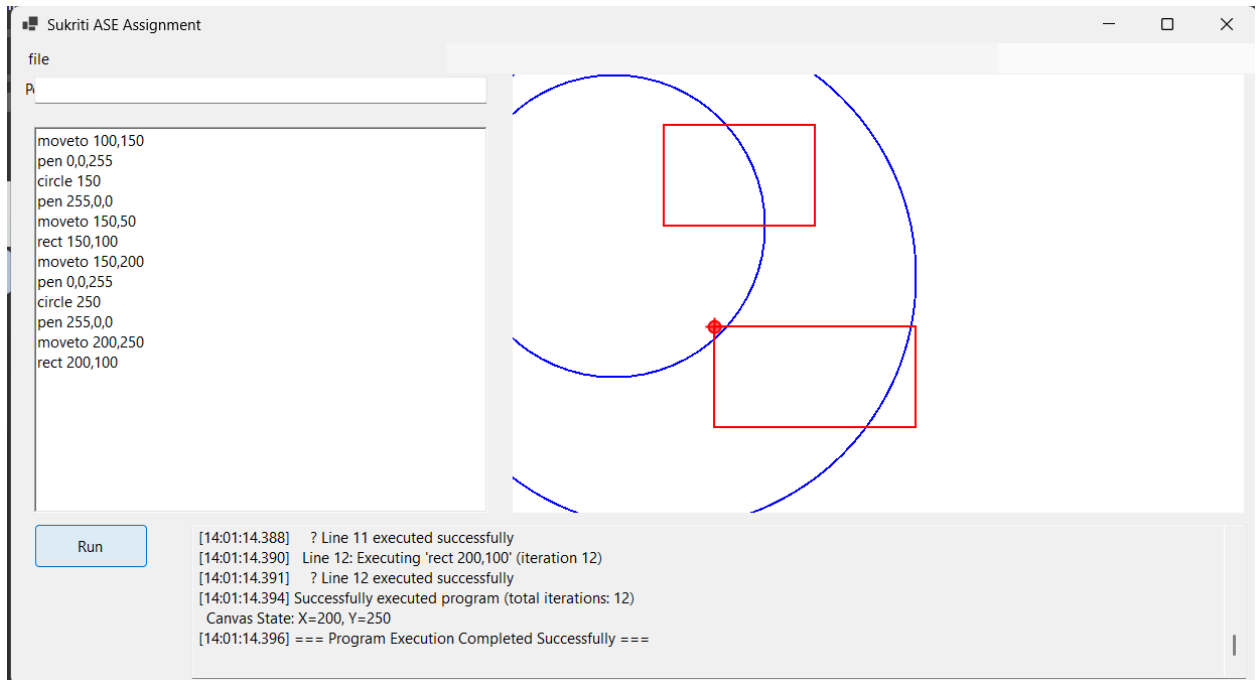 Sukriti ASE Assignment
file
moveto 100,150
pen 0,0,255
circle 150
pen 255,0,0
moveto 150,50
rect 150,100
moveto 150,200
pen 0,0,255
circle 250
pen 255,0,0
moveto 200,250
rect 200,100
Run
[14:01:14.388]    ? Line 11 executed successfully
[14:01:14.390]   Line 12: Executing 'rect 200,100' (iteration 12)
[14:01:14.391]    ? Line 12 executed successfully
[14:01:14.394] Successfully executed program (total iterations: 12)
Canvas State: X=200, Y=250
[14:01:14.396] === Program Execution Completed Successfully ===